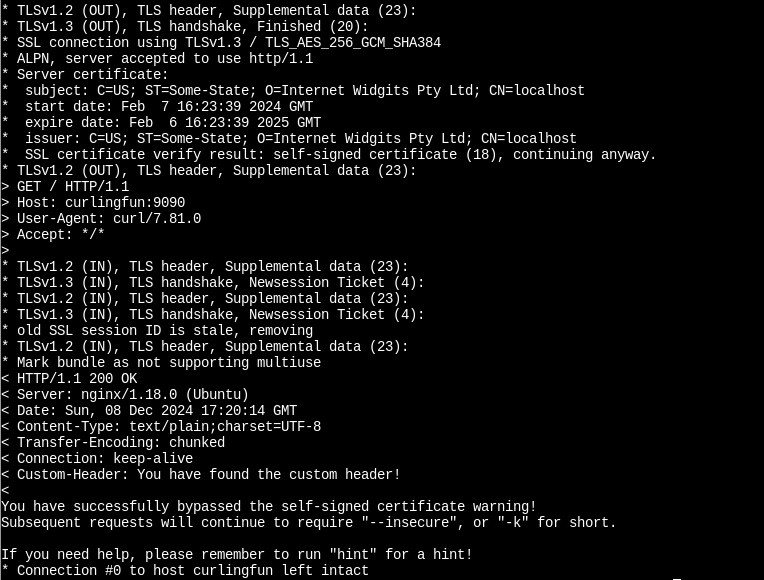 * TLSv1.2 (OUT), TLS header, Supplemental data (23):
* TLSv1.3 (OUT), TLS handshake, Finished (20):
* SSL connection using TLSv1.3 / TLS_AES_256_GCM_SHA384
* ALPN, server accepted to use http/1.1
* Server certificate:
*  subject: C=US; ST=Some-State; O=Internet Widgits Pty Ltd; CN=localhost
*  start date: Feb  7 16:23:39 2024 GMT
*  expire date: Feb  6 16:23:39 2025 GMT
*  issuer: C=US; ST=Some-State; O=Internet Widgits Pty Ltd; CN=localhost
*  SSL certificate verify result: self-signed certificate (18), continuing anyway.
* TLSv1.2 (OUT), TLS header, Supplemental data (23):
> GET / HTTP/1.1
> Host: curlingfun:9090
> User-Agent: curl/7.81.0
> Accept: */*
>
* TLSv1.2 (IN), TLS header, Supplemental data (23):
* TLSv1.3 (IN), TLS handshake, Newsession Ticket (4):
* TLSv1.2 (IN), TLS header, Supplemental data (23):
* TLSv1.3 (IN), TLS handshake, Newsession Ticket (4):
* old SSL session ID is stale, removing
* TLSv1.2 (IN), TLS header, Supplemental data (23):
* Mark bundle as not supporting multiuse
< HTTP/1.1 200 OK
< Server: nginx/1.18.0 (Ubuntu)
< Date: Sun, 08 Dec 2024 17:20:14 GMT
< Content-Type: text/plain;charset=UTF-8
< Transfer-Encoding: chunked
< Connection: keep-alive
< Custom-Header: You have found the custom header!
<
You have successfully bypassed the self-signed certificate warning!
Subsequent requests will continue to require "--insecure", or "-k" for short.

If you need help, please remember to run "hint" for a hint!
* Connection #0 to host curlingfun left intact